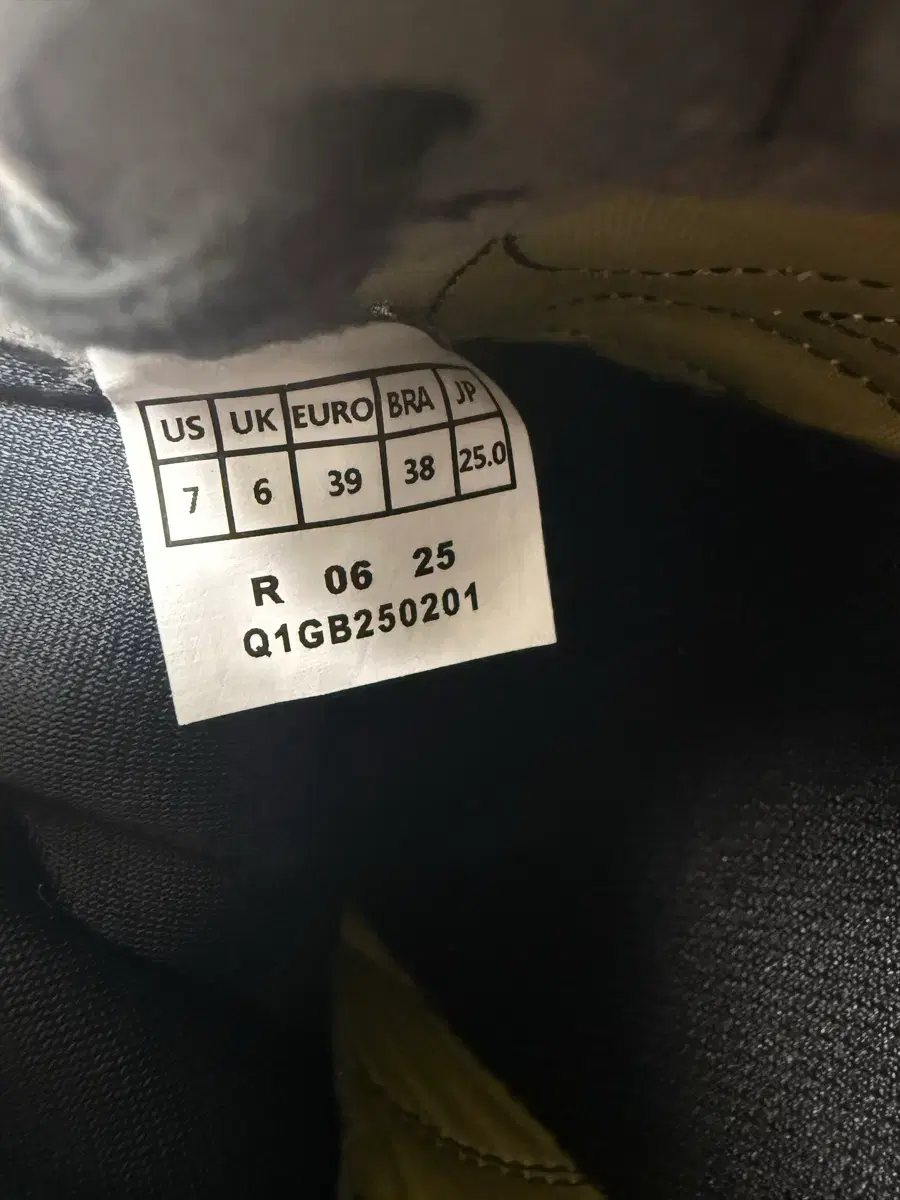 US UK EURO BRA JP
7 6 39 38 25.0
R 06 25
Q1GB250201